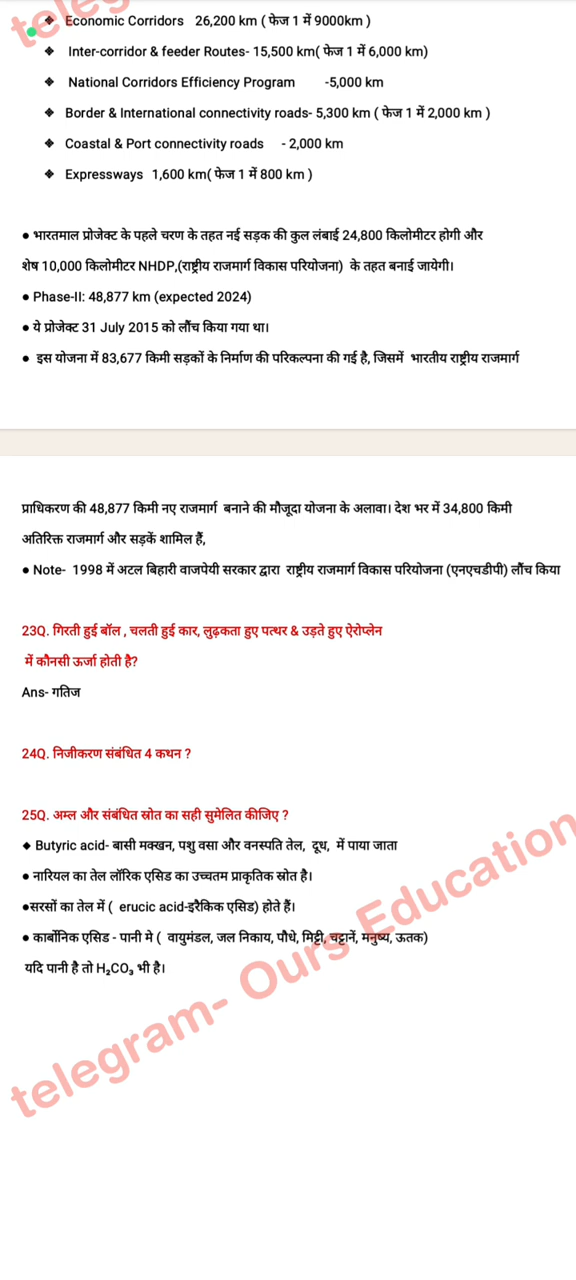 ❖ Economic Corridors 26,200 km ( फेज 1 में 9000km )
❖ Inter-corridor & feeder Routes- 15,500 km( फेज 1 में 6,000 km)
❖ National Corridors Efficiency Program -5,000 km
❖ Border & International connectivity roads- 5,300 km ( फेज 1 में 2,000 km )
❖ Coastal & Port connectivity roads - 2,000 km
❖ Expressways 1,600 km( फेज 1 में 800 km )
● भारतमाल प्रोजेक्ट के पहले चरण के तहत नई सड़क की कुल लंबाई 24,800 किलोमीटर होगी और
शेष 10,000 किलोमीटर NHDP,(राष्ट्रीय राजमार्ग विकास परियोजना) के तहत बनाई जायेगी।
● Phase-II: 48,877 km (expected 2024)
● ये प्रोजेक्ट 31 July 2015 को लौंच किया गया था।
● इस योजना में 83,677 किमी सड़कों के निर्माण की परिकल्पना की गई है, जिसमें भारतीय राष्ट्रीय राजमार्ग
प्राधिकरण की 48,877 किमी नए राजमार्ग बनाने की मौजूदा योजना के अलावा। देश भर में 34,800 किमी
अतिरिक्त राजमार्ग और सड़कें शामिल हैं,
● Note- 1998 में अटल बिहारी वाजपेयी सरकार द्वारा राष्ट्रीय राजमार्ग विकास परियोजना (एनएचडीपी) लौंच किया
23Q. गिरती हुई बॉल , चलती हुई कार, लुढ़कता हुए पत्थर & उड़ते हुए ऐरोप्लेन
में कौनसी ऊर्जा होती है?
Ans- गतिज
24Q. निजीकरण संबंधित 4 कथन ?
25Q. अम्ल और संबंधित स्रोत का सही सुमेलित कीजिए ?
◆ Butyric acid- बासी मक्खन, पशु वसा और वनस्पति तेल, दूध, में पाया जाता
● नारियल का तेल लॉरिक एसिड का उच्चतम प्राकृतिक स्रोत है।
●सरसों का तेल में ( erucic acid-इरैकिक एसिड) होते हैं।
● कार्बोनिक एसिड - पानी मे ( वायुमंडल, जल निकाय, पौधे, मिट्टी, चट्टानें, मनुष्य, ऊतक)
यदि पानी है तो H₂CO₃ भी है।
telegram- Ours Education